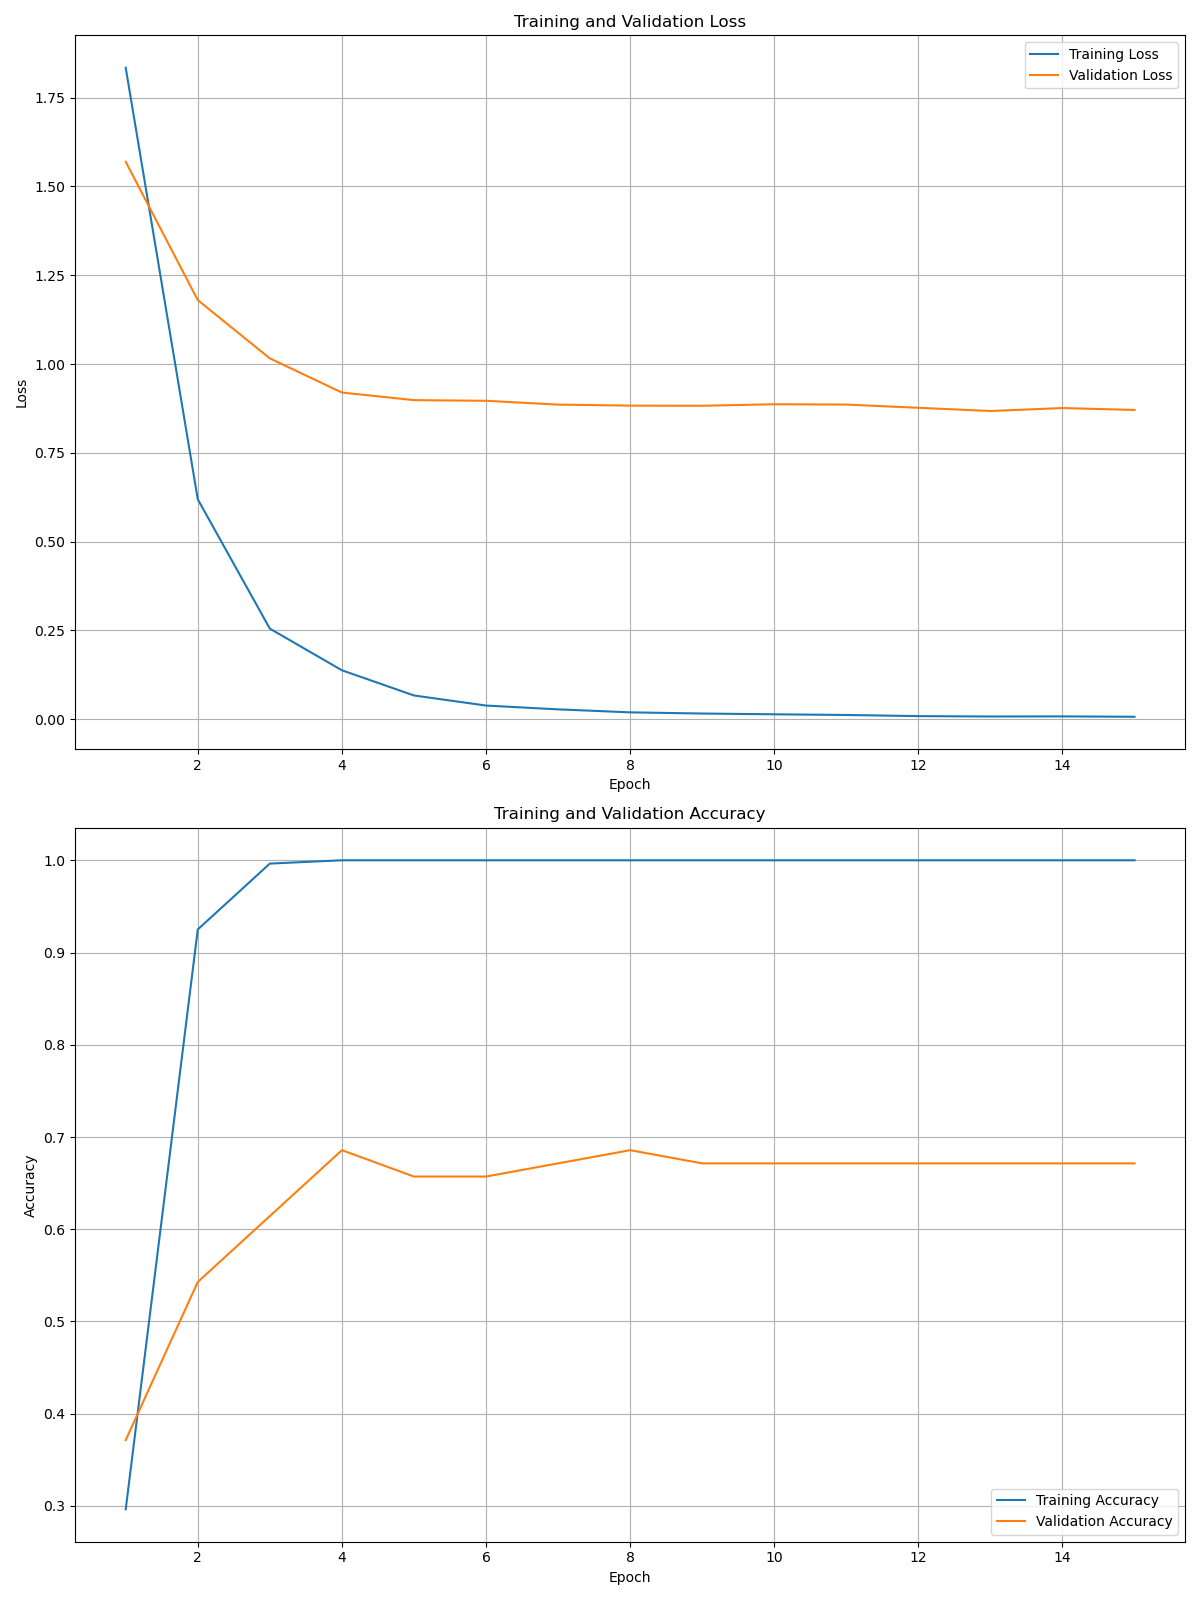 Training and Validation Loss
Training Loss
Validation Loss
1.75
1.50
1.25
1.00
0.75
0.50
0.25
0.00
Loss
2 4 6 8 10 12 14
Epoch
Training and Validation Accuracy
1.0
0.9
0.8
0.7
0.6
0.5
0.4
0.3
Accuracy
Training Accuracy
Validation Accuracy
2 4 6 8 10 12 14
Epoch